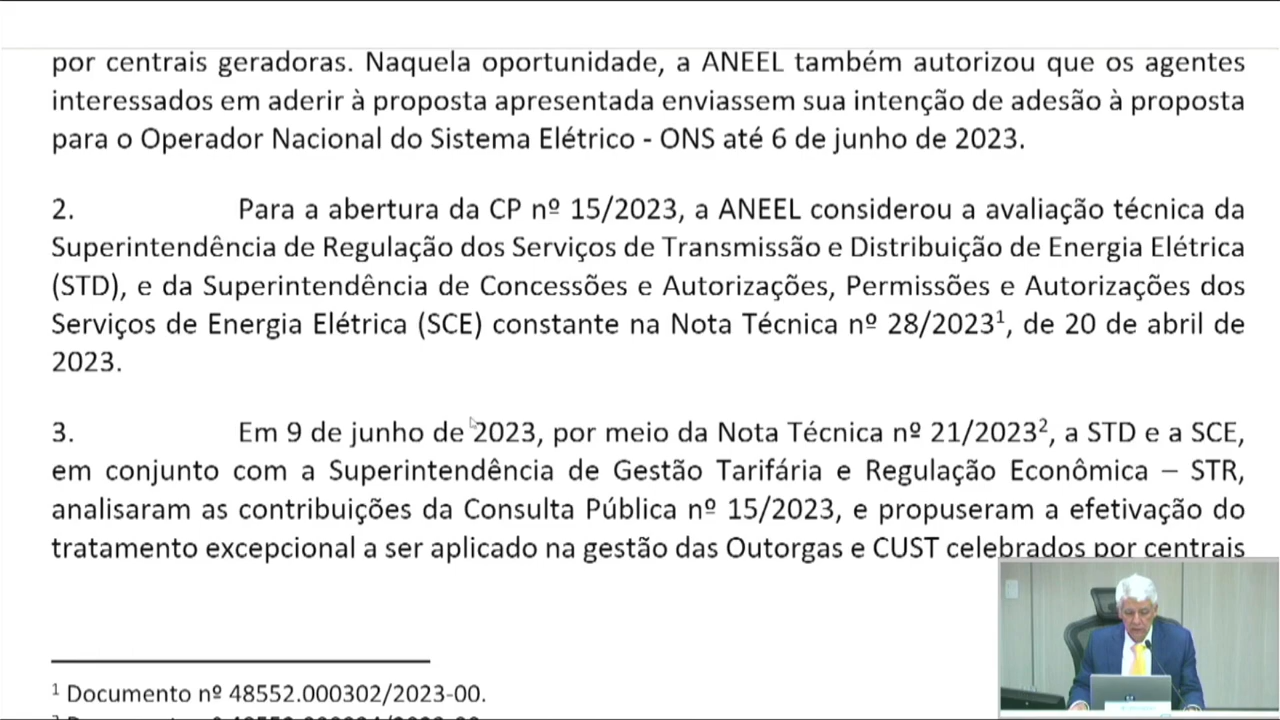 por centrais geradoras. Naquela oportunidade, a ANEEL também autorizou que os agentes
interessados em aderir à proposta apresentada enviassem sua intenção de adesão à proposta
para o Operador Nacional do Sistema Elétrico - ONS até 6 de junho de 2023.
2. Para a abertura da CP nº 15/2023, a ANEEL considerou a avaliação técnica da
Superintendência de Regulação dos Serviços de Transmissão e Distribuição de Energia Elétrica
(STD), e da Superintendência de Concessões e Autorizações, Permissões e Autorizações dos
Serviços de Energia Elétrica (SCE) constante na Nota Técnica nº 28/2023¹, de 20 de abril de
2023.
3. Em 9 de junho de 2023, por meio da Nota Técnica nº 21/2023², a STD e a SCE,
em conjunto com a Superintendência de Gestão Tarifária e Regulação Econômica – STR,
analisaram as contribuições da Consulta Pública nº 15/2023, e propuseram a efetivação do
tratamento excepcional a ser aplicado na gestão das Outorgas e CUST celebrados por centrais
¹ Documento nº 48552.000302/2023-00.